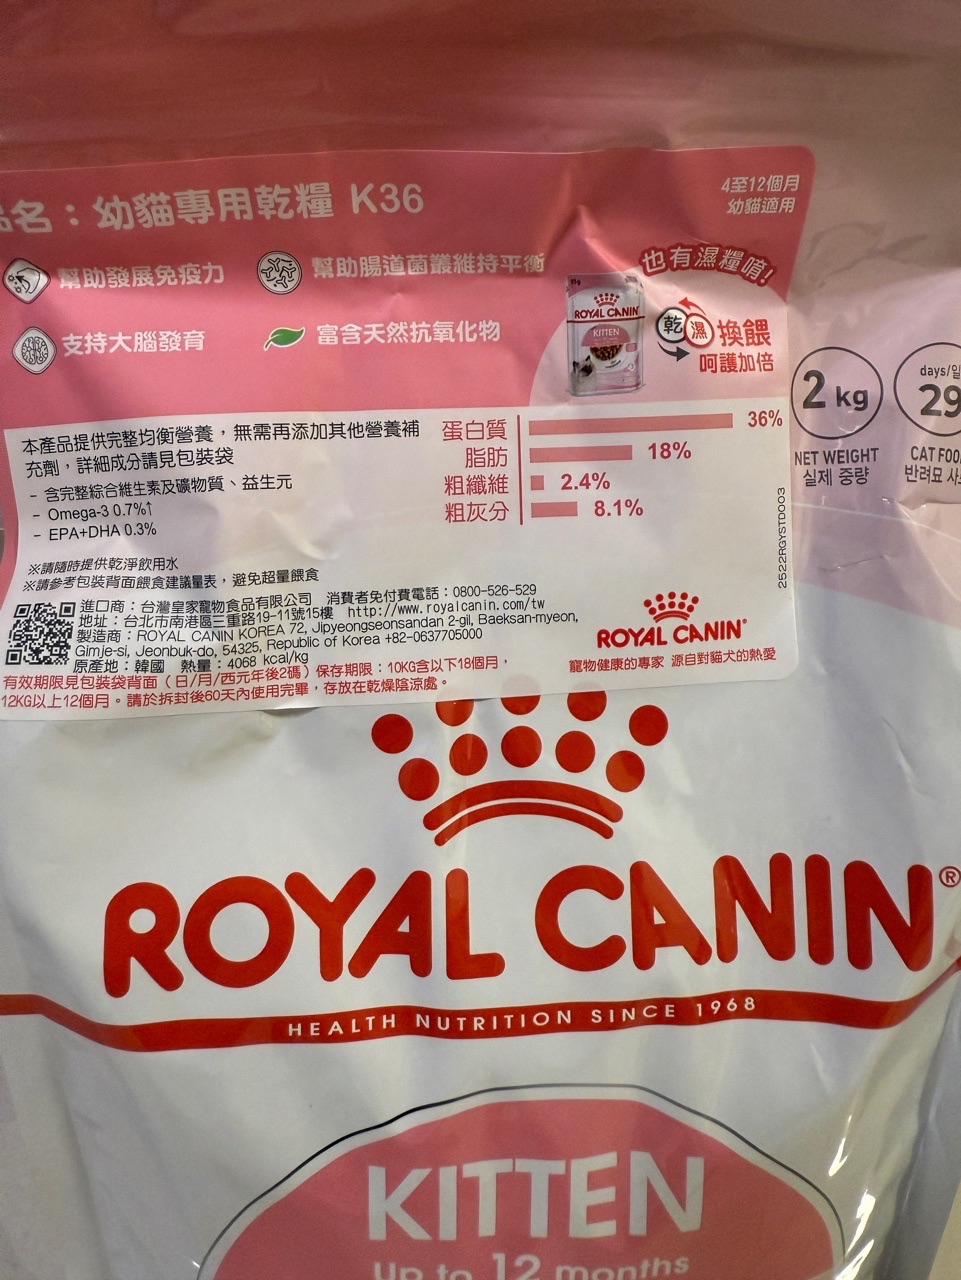 品名：幼貓專用乾糧 K36
4至12個月
幼貓適用
幫助發展免疫力
幫助腸道菌叢維持平衡
支持大腦發育
富含天然抗氧化物
也有濕糧唷!
ROYAL CANIN
KITTEN
乾 濕 換餵
呵護加倍
本產品提供完整均衡營養，無需再添加其他營養補
充劑，詳細成分請見包裝袋
- 含完整綜合維生素及礦物質、益生元
- Omega-3 0.7%↑
- EPA+DHA 0.3%
蛋白質 36%
脂肪 18%
粗纖維 2.4%
粗灰分 8.1%
※請隨時提供乾淨飲用水
※請參考包裝背面餵食建議量表，避免超量餵食
進口商：台灣皇家寵物食品有限公司 消費者免付費電話：0800-526-529
地址：台北市南港區三重路19-11號15樓 http://www.royalcanin.com/tw
製造商：ROYAL CANIN KOREA 72, Jipyeongseonsandan 2-gil, Baeksan-myeon,
Gimje-si, Jeonbuk-do, 54325, Republic of Korea +82-0637705000
原產地：韓國 熱量：4068 kcal/kg
有效期限見包裝袋背面（日/月/西元年後2碼）保存期限：10KG含以下18個月，
12KG以上12個月。請於拆封後60天內使用完畢，存放在乾燥陰涼處。
ROYAL CANIN®
寵物健康的專家 源自對貓犬的熱愛
2522RGYSTD003
2 kg
NET WEIGHT
실제 중량
days/일
29
CAT FOO
반려묘 사
ROYAL CANIN®
HEALTH NUTRITION SINCE 1968
KITTEN
Up to 12 months